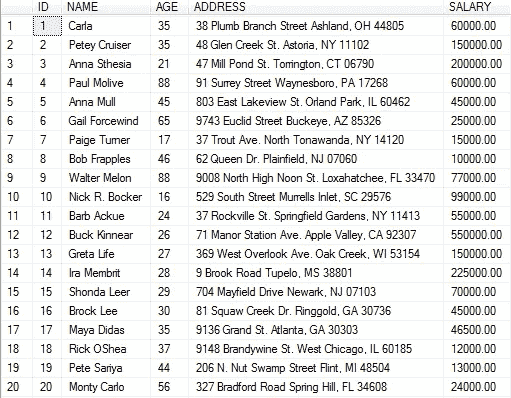 ID NAME AGE ADDRESS SALARY
1 1 Carla 35 38 Plumb Branch Street Ashland, OH 44805 60000.00
2 2 Petey Cruiser 35 48 Glen Creek St. Astoria, NY 11102 150000.00
3 3 Anna Sthesia 21 47 Mill Pond St. Torrington, CT 06790 200000.00
4 4 Paul Molive 88 91 Surrey Street Waynesboro, PA 17268 60000.00
5 5 Anna Mull 45 803 East Lakeview St. Orland Park, IL 60462 45000.00
6 6 Gail Forcewind 65 9743 Euclid Street Buckeye, AZ 85326 25000.00
7 7 Paige Turner 17 37 Trout Ave. North Tonawanda, NY 14120 15000.00
8 8 Bob Frapples 46 62 Queen Dr. Plainfield, NJ 07060 10000.00
9 9 Walter Melon 88 9008 North High Noon St. Loxahatchee, FL 33470 77000.00
10 10 Nick R. Bocker 16 529 South Street Murrells Inlet, SC 29576 99000.00
11 11 Barb Ackue 24 37 Rockville St. Springfield Gardens, NY 11413 55000.00
12 12 Buck Kinnear 26 71 Manor Station Ave. Apple Valley, CA 92307 550000.00
13 13 Greta Life 27 369 West Overlook Ave. Oak Creek, WI 53154 150000.00
14 14 Ira Membrit 28 9 Brook Road Tupelo, MS 38801 225000.00
15 15 Shonda Leer 29 704 Mayfield Drive Newark, NJ 07103 70000.00
16 16 Brock Lee 30 81 Squaw Creek Dr. Ringgold, GA 30736 45000.00
17 17 Maya Didas 35 9136 Grand St. Atlanta, GA 30303 46500.00
18 18 Rick OShea 37 9148 Brandywine St. West Chicago, IL 60185 12000.00
19 19 Pete Sariya 44 206 N. Nut Swamp Street Flint, MI 48504 13000.00
20 20 Monty Carlo 56 327 Bradford Road Spring Hill, FL 34608 24000.00